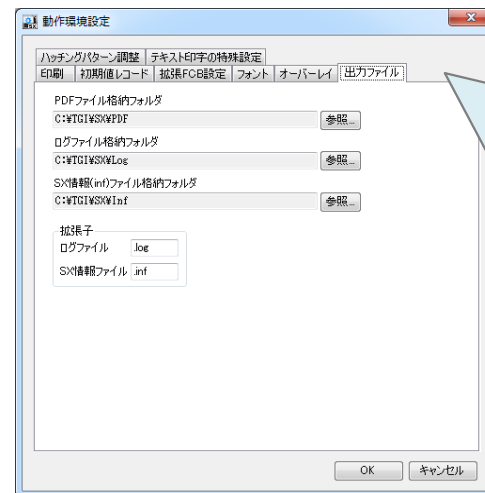 動作環境設定
ハッチングパターン調整 テキスト印字の特殊設定
印刷 初期値レコード 拡張FCB設定 フォント オーバーレイ 出力ファイル
PDFファイル格納フォルダ
C:¥TGI¥SX¥PDF 参照...
ログファイル格納フォルダ
C:¥TGI¥SX¥Log 参照...
SX情報(inf)ファイル格納フォルダ
C:¥TGI¥SX¥Inf 参照...
拡張子
ログファイル .log
SX情報ファイル .inf
OK キャンセル